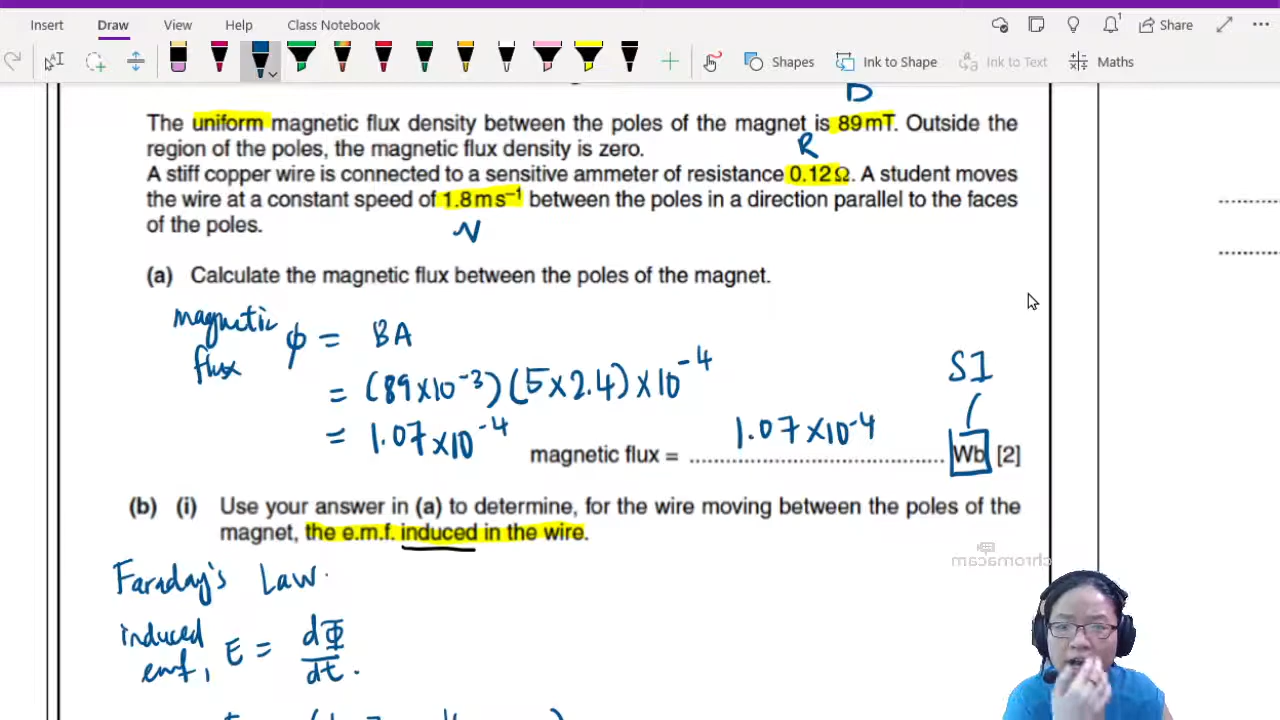 Insert Draw View Help Class Notebook Share
Shapes Ink to Shape Ink to Text Maths
The uniform magnetic flux density between the poles of the magnet is 89 mT. Outside the
region of the poles, the magnetic flux density is zero.
R
A stiff copper wire is connected to a sensitive ammeter of resistance 0.12 Ω. A student moves
the wire at a constant speed of 1.8 m s⁻¹ between the poles in a direction parallel to the faces
of the poles.
(a) Calculate the magnetic flux between the poles of the magnet.
magnetic flux φ = BA
= (89×10⁻³)(5×2.4)×10⁻⁴
SI
= 1.07×10⁻⁴
magnetic flux = 1.07×10⁻⁴ Wb [2]
(b) (i) Use your answer in (a) to determine, for the wire moving between the poles of the
magnet, the e.m.f. induced in the wire.
chromacam
Faraday's Law.
induced emf, E = dΦ/dt.